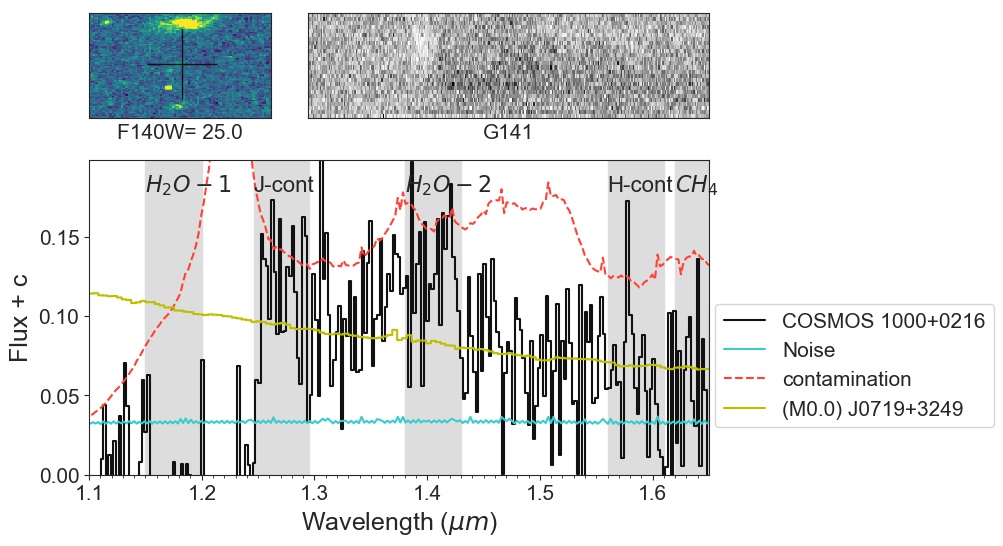 F140W= 25.0
G141
H₂O − 1
J-cont
H₂O − 2
H-cont
CH₄
0.15
0.10
0.05
0.00
Flux + c
1.1
1.2
1.3
1.4
1.5
1.6
Wavelength (μm)
COSMOS 1000+0216
Noise
contamination
(M0.0) J0719+3249